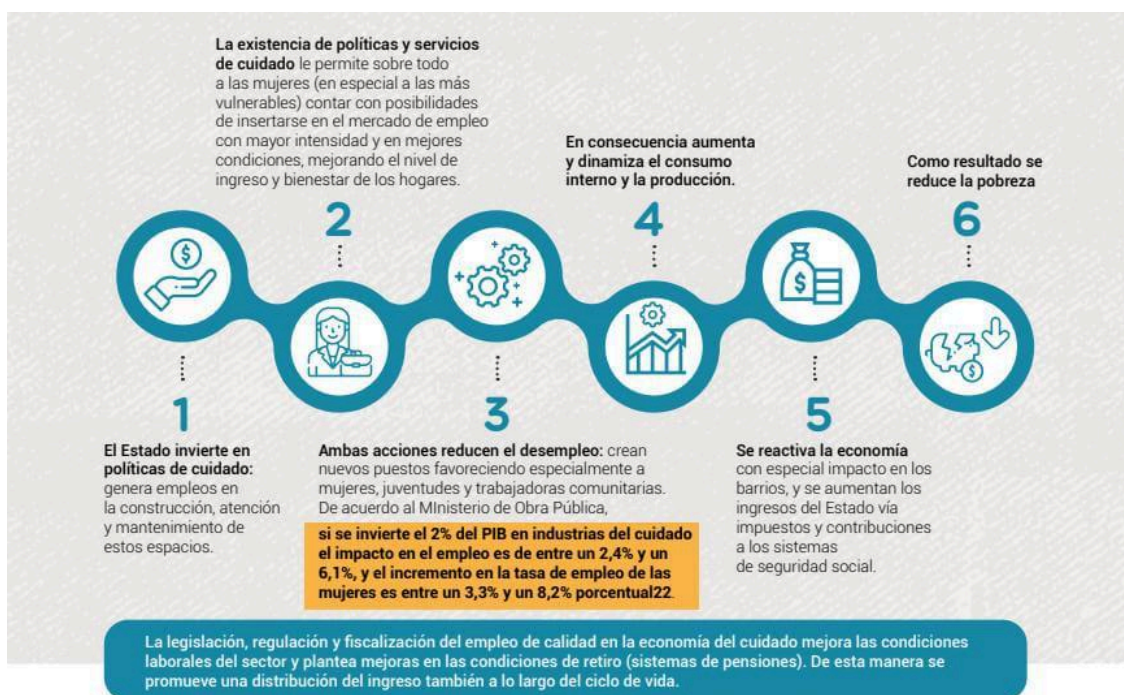 La existencia de políticas y servicios
de cuidado le permite sobre todo
a las mujeres (en especial a las más
vulnerables) contar con posibilidades
de insertarse en el mercado de empleo
con mayor intensidad y en mejores
condiciones, mejorando el nivel de
ingreso y bienestar de los hogares.
2
En consecuencia aumenta
y dinamiza el consumo
interno y la producción.
4
Como resultado se
reduce la pobreza
6
1
El Estado invierte en
políticas de cuidado:
genera empleos en
la construcción, atención
y mantenimiento de
estos espacios.
3
Ambas acciones reducen el desempleo: crean
nuevos puestos favoreciendo especialmente a
mujeres, juventudes y trabajadoras comunitarias.
De acuerdo al MInisterio de Obra Pública,
si se invierte el 2% del PIB en industrias del cuidado
el impacto en el empleo es de entre un 2,4% y un
6,1%, y el incremento en la tasa de empleo de las
mujeres es entre un 3,3% y un 8,2% porcentual22.
5
Se reactiva la economía
con especial impacto en los
barrios, y se aumentan los
ingresos del Estado vía
impuestos y contribuciones
a los sistemas
de seguridad social.
La legislación, regulación y fiscalización del empleo de calidad en la economía del cuidado mejora las condiciones
laborales del sector y plantea mejoras en las condiciones de retiro (sistemas de pensiones). De esta manera se
promueve una distribución del ingreso también a lo largo del ciclo de vida.